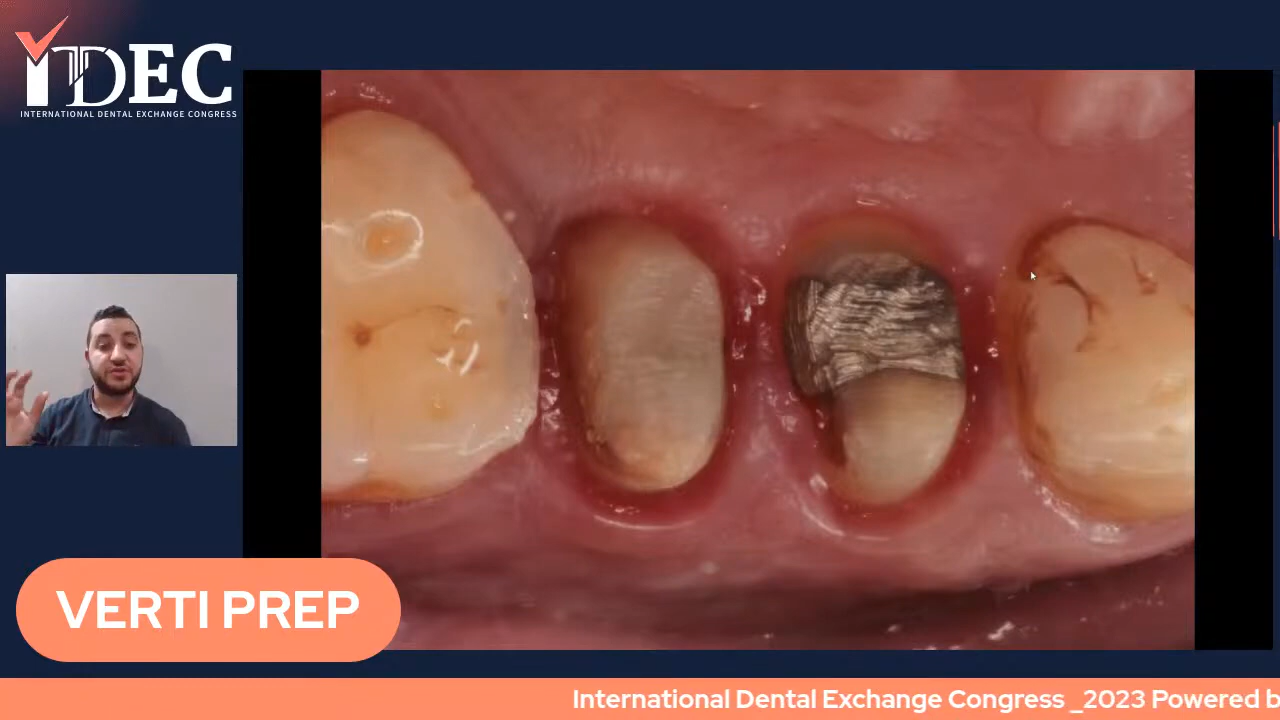 IDEC
INTERNATIONAL DENTAL EXCHANGE CONGRESS
VERTI PREP
International Dental Exchange Congress _2023 Powered b